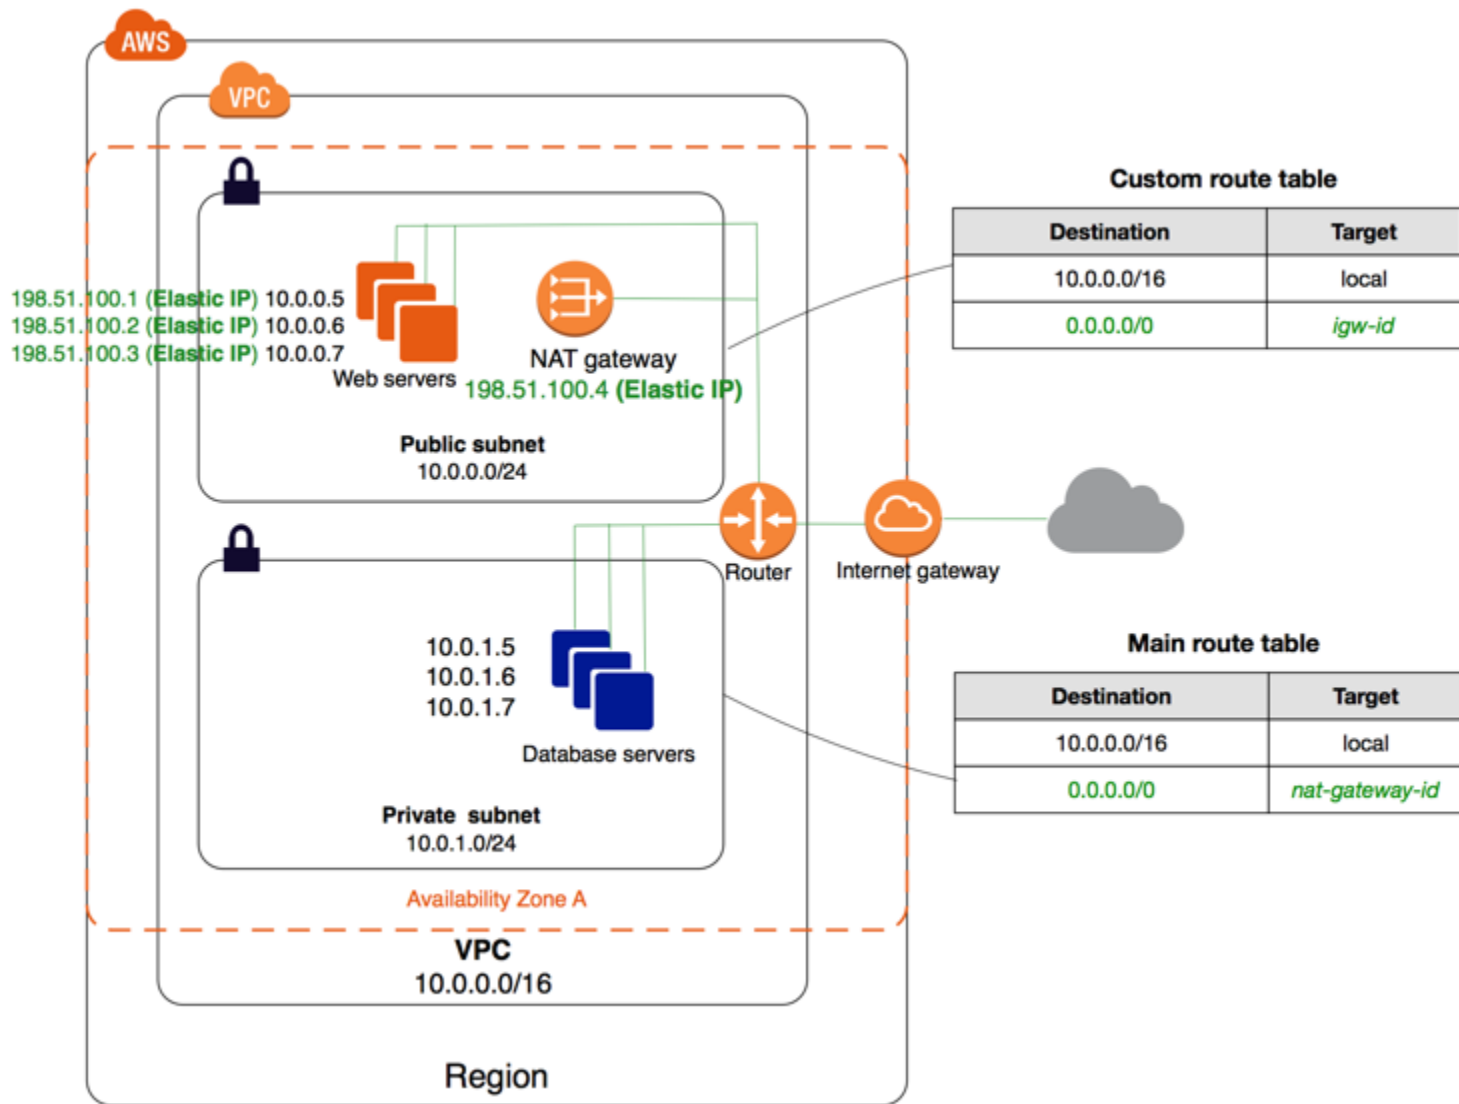 AWS
VPC
198.51.100.1 (Elastic IP) 10.0.0.5
198.51.100.2 (Elastic IP) 10.0.0.6
198.51.100.3 (Elastic IP) 10.0.0.7
Web servers
NAT gateway
198.51.100.4 (Elastic IP)
Public subnet
10.0.0.0/24
Router
Internet gateway
10.0.1.5
10.0.1.6
10.0.1.7
Database servers
Private subnet
10.0.1.0/24
Availability Zone A
VPC
10.0.0.0/16
Region
Custom route table
Destination Target
10.0.0.0/16 local
0.0.0.0/0 igw-id
Main route table
Destination Target
10.0.0.0/16 local
0.0.0.0/0 nat-gateway-id